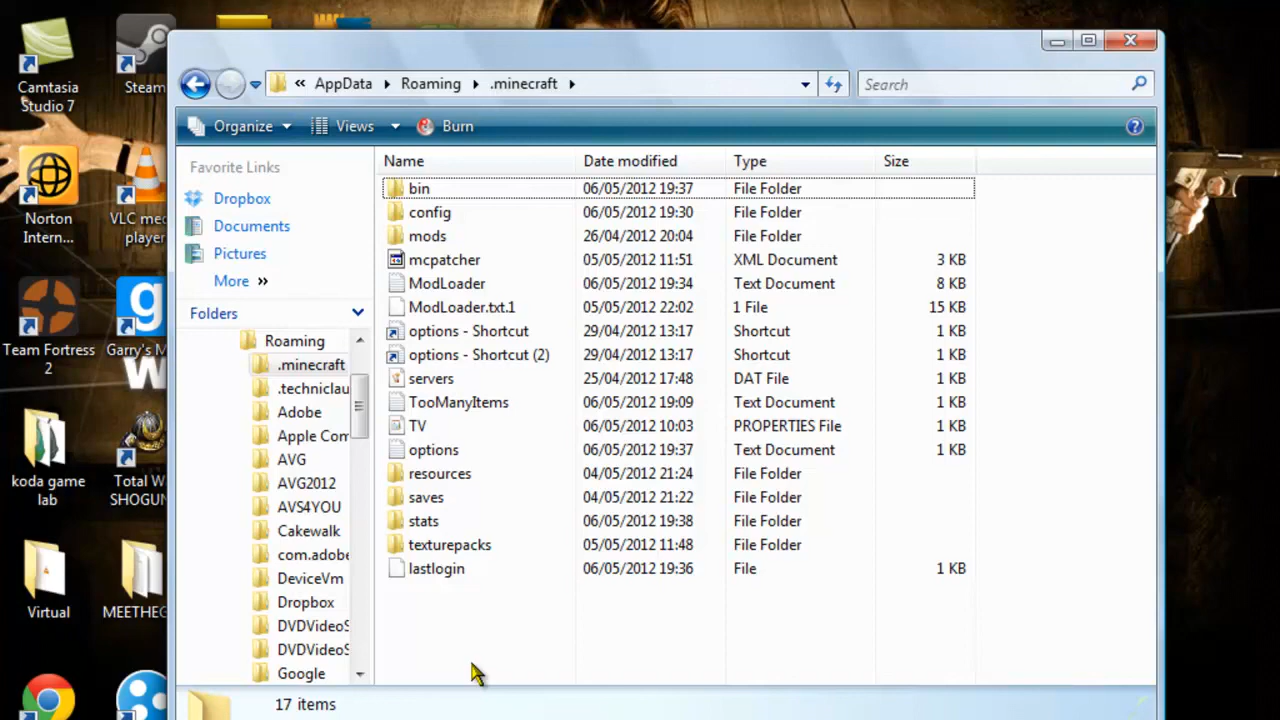 Camtasia
Studio 7
Steam
Norton
Intern...
VLC med
player
Team Fortress
2
Garry's M
koda game
lab
Total W
SHOGUN
Virtual
MEETHEG
« AppData Roaming .minecraft
Search
Organize Views Burn
Favorite Links
Dropbox
Documents
Pictures
More »
Folders
Roaming
.minecraft
.techniclau
Adobe
Apple Com
AVG
AVG2012
AVS4YOU
Cakewalk
com.adobe
DeviceVm
Dropbox
DVDVideoS
DVDVideoS
Google
Name Date modified Type Size
bin 06/05/2012 19:37 File Folder
config 06/05/2012 19:30 File Folder
mods 26/04/2012 20:04 File Folder
mcpatcher 05/05/2012 11:51 XML Document 3 KB
ModLoader 06/05/2012 19:34 Text Document 8 KB
ModLoader.txt.1 05/05/2012 22:02 1 File 15 KB
options - Shortcut 29/04/2012 13:17 Shortcut 1 KB
options - Shortcut (2) 29/04/2012 13:17 Shortcut 1 KB
servers 25/04/2012 17:48 DAT File 1 KB
TooManyItems 06/05/2012 19:09 Text Document 1 KB
TV 06/05/2012 10:03 PROPERTIES File 1 KB
options 06/05/2012 19:37 Text Document 1 KB
resources 04/05/2012 21:24 File Folder
saves 04/05/2012 21:22 File Folder
stats 06/05/2012 19:38 File Folder
texturepacks 05/05/2012 11:48 File Folder
lastlogin 06/05/2012 19:36 File 1 KB
17 items